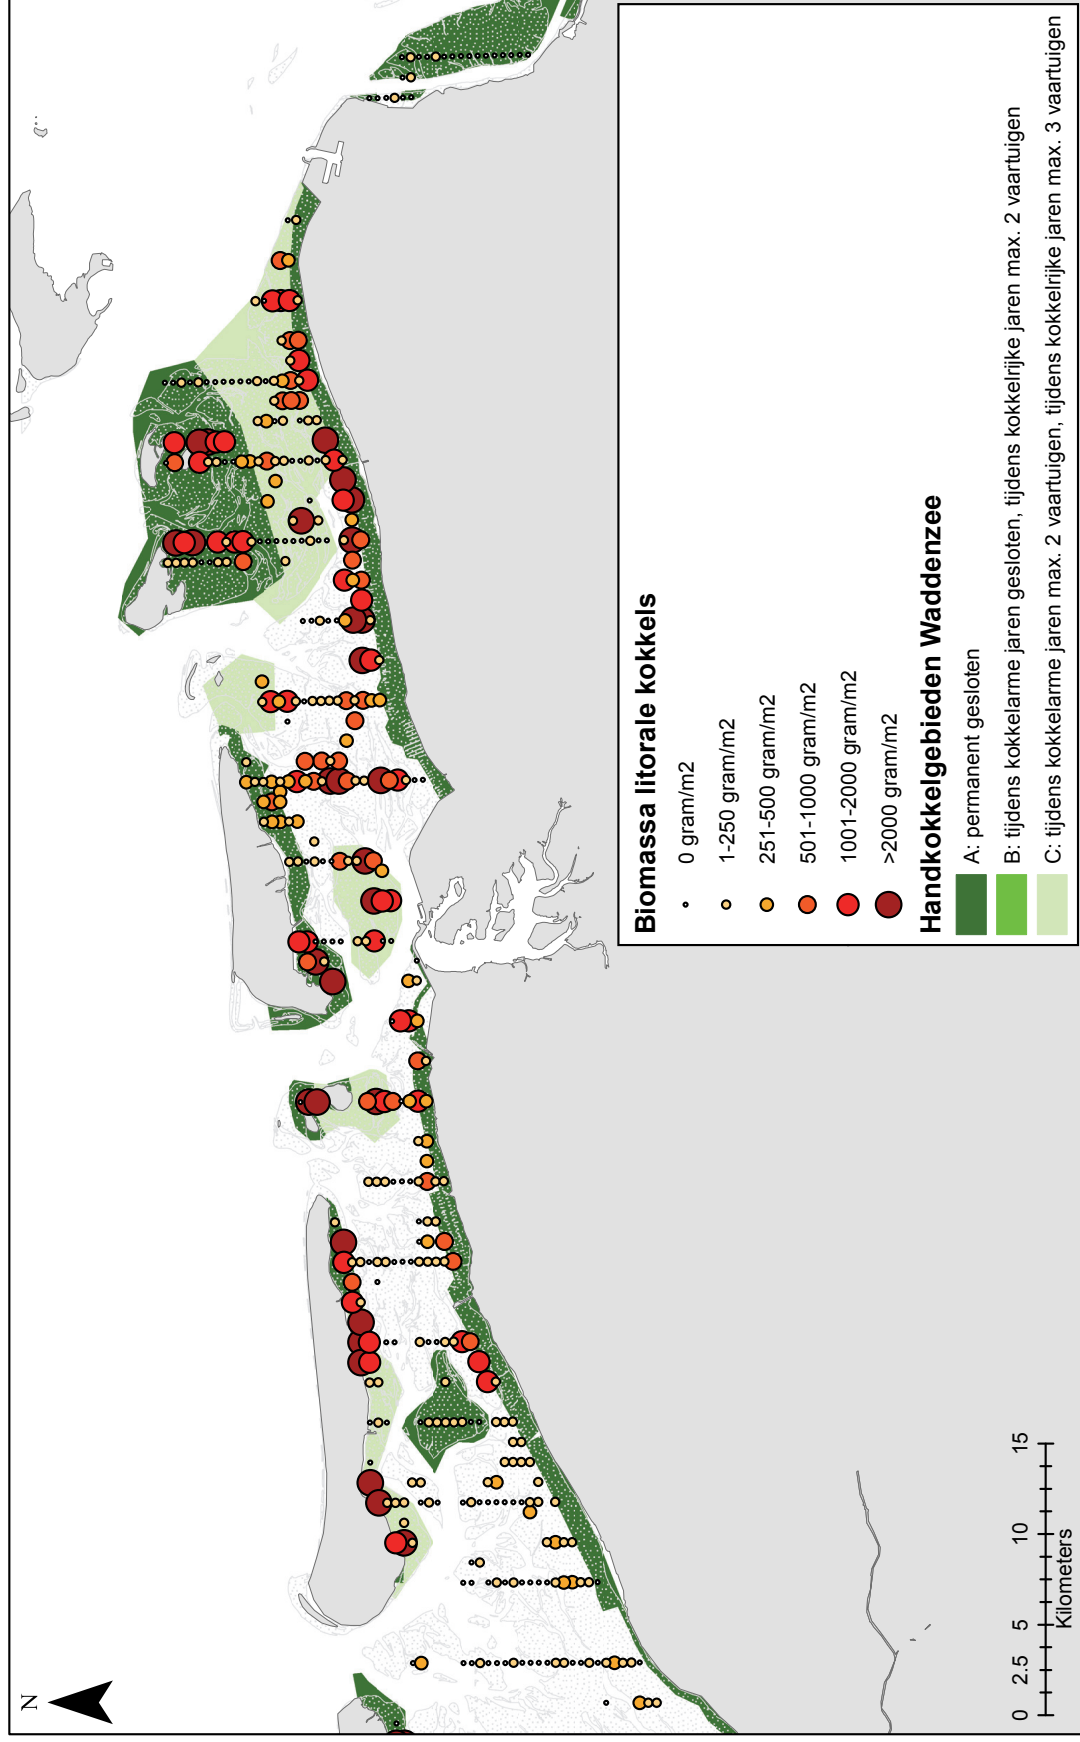 N
Biomassa litorale kokkels
0 gram/m2
1-250 gram/m2
251-500 gram/m2
501-1000 gram/m2
1001-2000 gram/m2
>2000 gram/m2
Handkokkelgebieden Waddenzee
A: permanent gesloten
B: tijdens kokkelarme jaren gesloten, tijdens kokkelrijke jaren max. 2 vaartuigen
C: tijdens kokkelarme jaren max. 2 vaartuigen, tijdens kokkelrijke jaren max. 3 vaartuigen
0 2.5 5 10 15
Kilometers